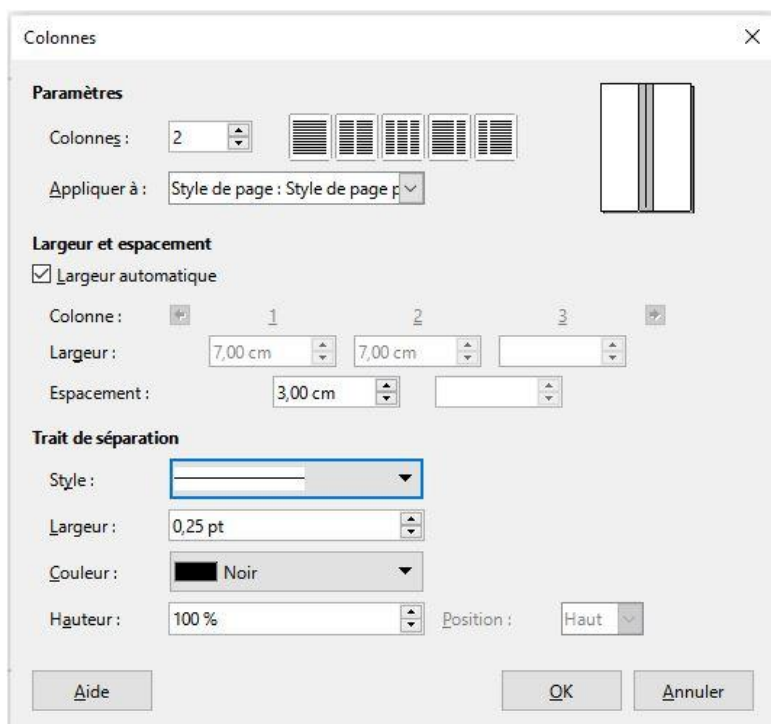 Colonnes
Paramètres
Colonnes : 2
Appliquer à : Style de page : Style de page p
Largeur et espacement
Largeur automatique
Colonne : 1 2 3
Largeur : 7,00 cm 7,00 cm
Espacement : 3,00 cm
Trait de séparation
Style :
Largeur : 0,25 pt
Couleur : Noir
Hauteur : 100 % Position : Haut
Aide OK Annuler